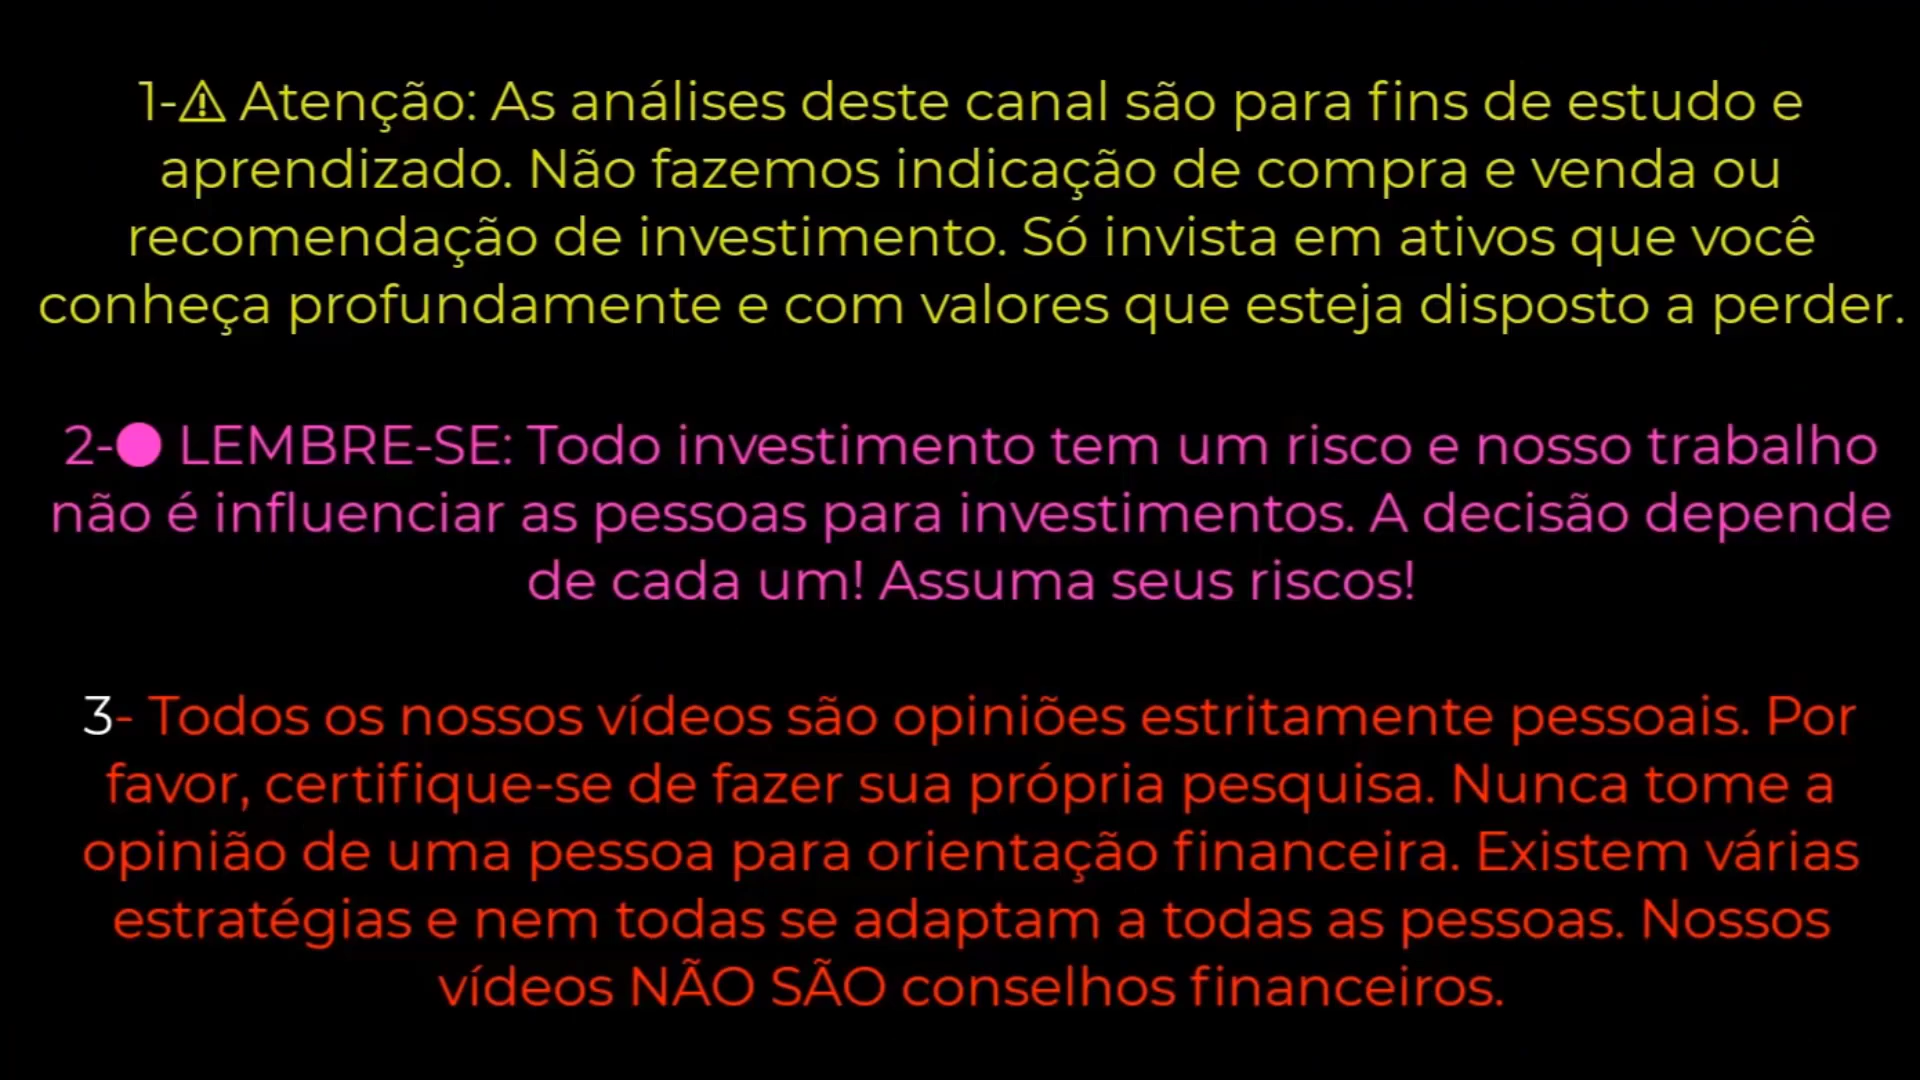 1-⚠ Atenção: As análises deste canal são para fins de estudo e
aprendizado. Não fazemos indicação de compra e venda ou
recomendação de investimento. Só invista em ativos que você
conheça profundamente e com valores que esteja disposto a perder.
2-● LEMBRE-SE: Todo investimento tem um risco e nosso trabalho
não é influenciar as pessoas para investimentos. A decisão depende
de cada um! Assuma seus riscos!
3- Todos os nossos vídeos são opiniões estritamente pessoais. Por
favor, certifique-se de fazer sua própria pesquisa. Nunca tome a
opinião de uma pessoa para orientação financeira. Existem várias
estratégias e nem todas se adaptam a todas as pessoas. Nossos
vídeos NÃO SÃO conselhos financeiros.